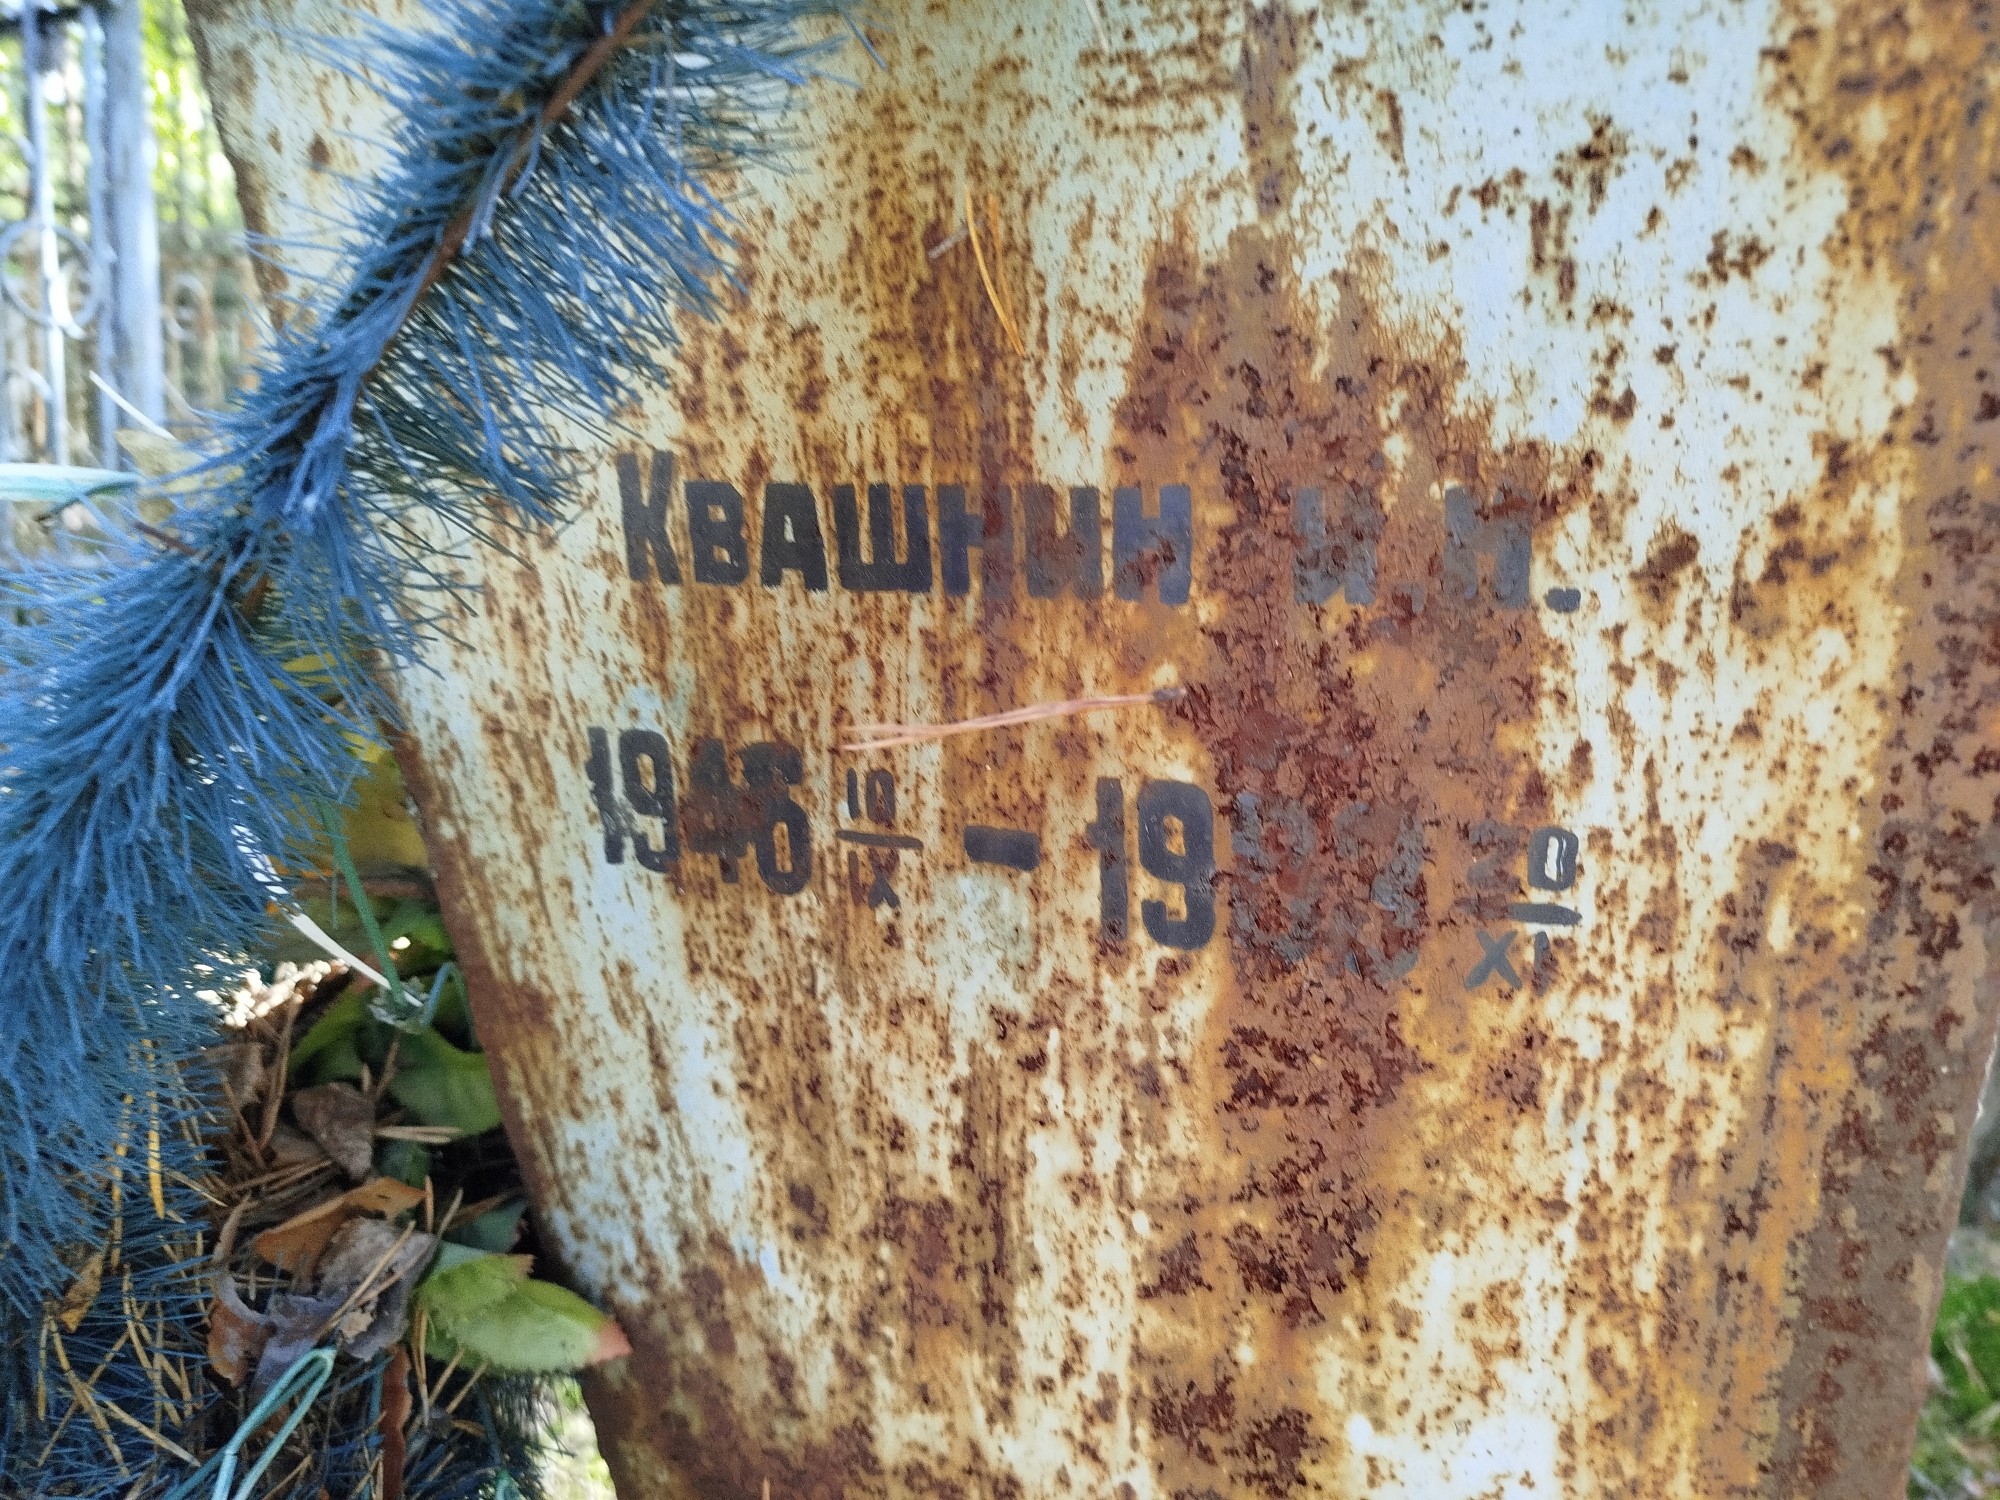 Квашнин И.Н.
1946 10/IX – 19 20/XI